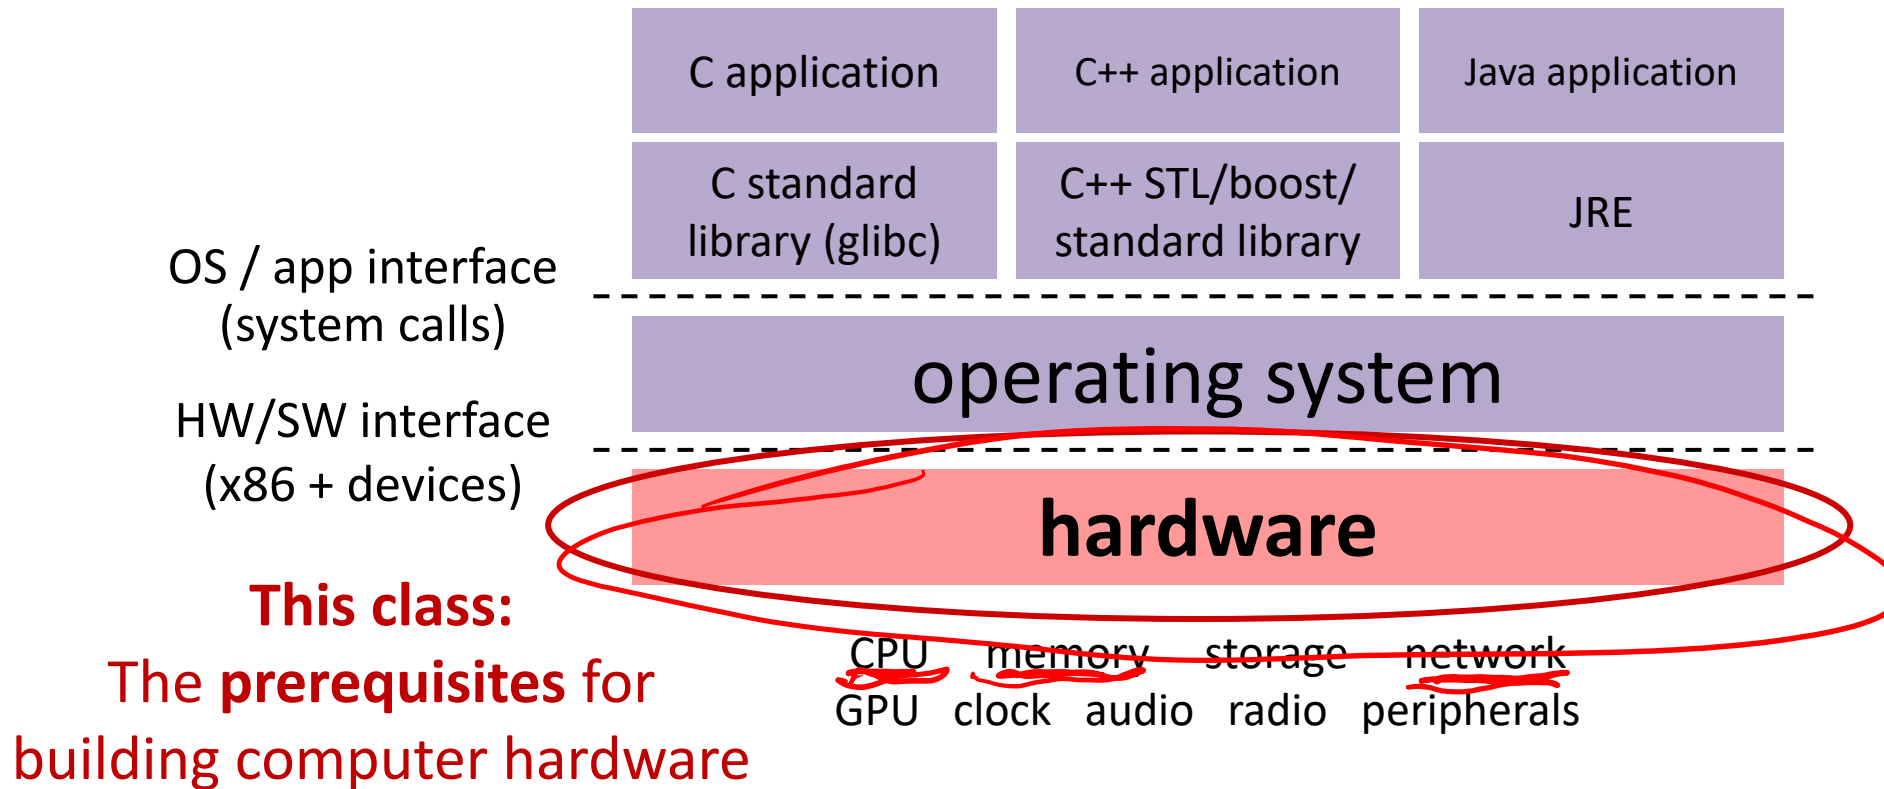 C application
C++ application
Java application
C standard
library (glibc)
C++ STL/boost/
standard library
JRE
OS / app interface
(system calls)
operating system
HW/SW interface
(x86 + devices)
hardware
This class:
The prerequisites for
building computer hardware
CPU memory storage network
GPU clock audio radio peripherals